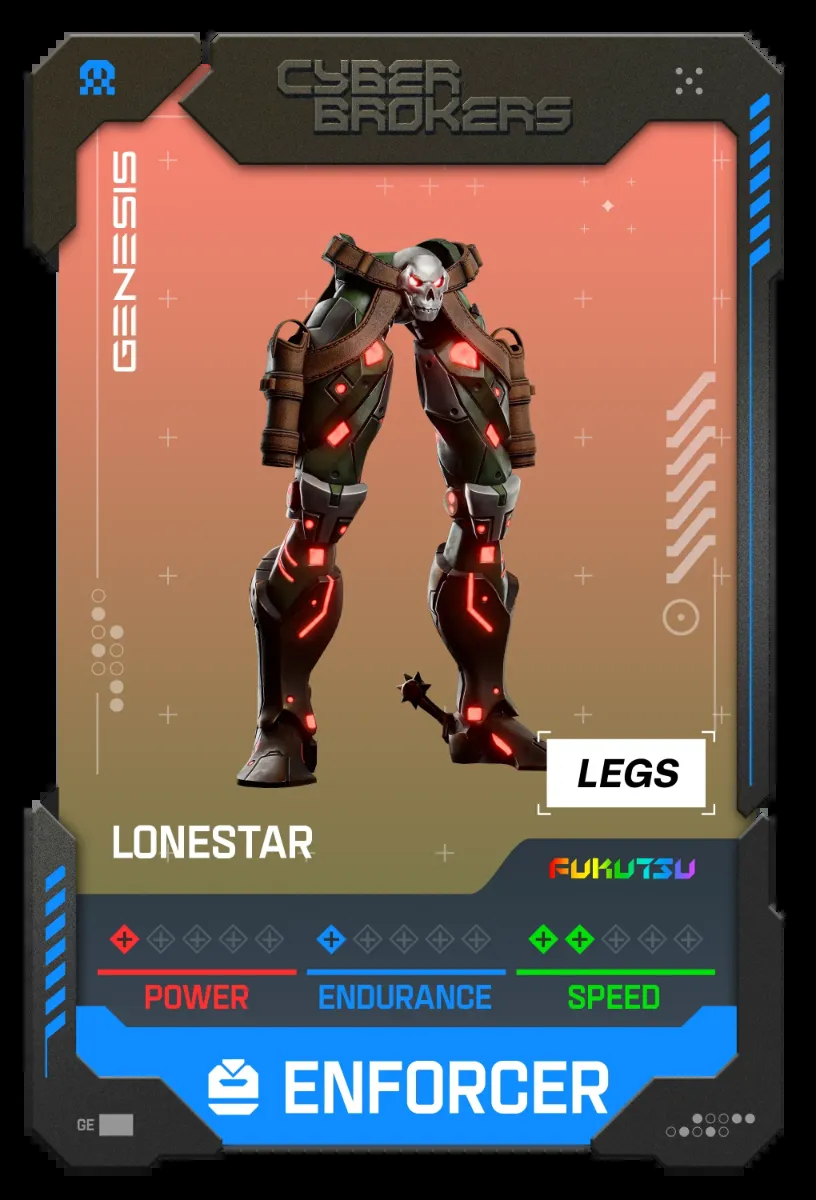 CYBER
BROKERS
GENESIS
LEGS
LONESTAR
FUKUTSU
POWER
ENDURANCE
SPEED
ENFORCER
GE